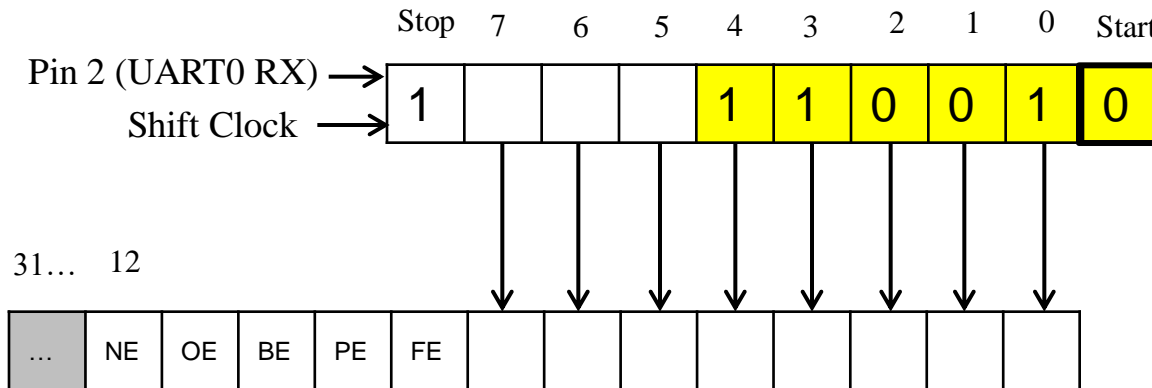 Stop 7 6 5 4 3 2 1 0 Start
Pin 2 (UART0 RX)
1 1 1 0 0 1 0
Shift Clock
31… 12
… NE OE BE PE FE